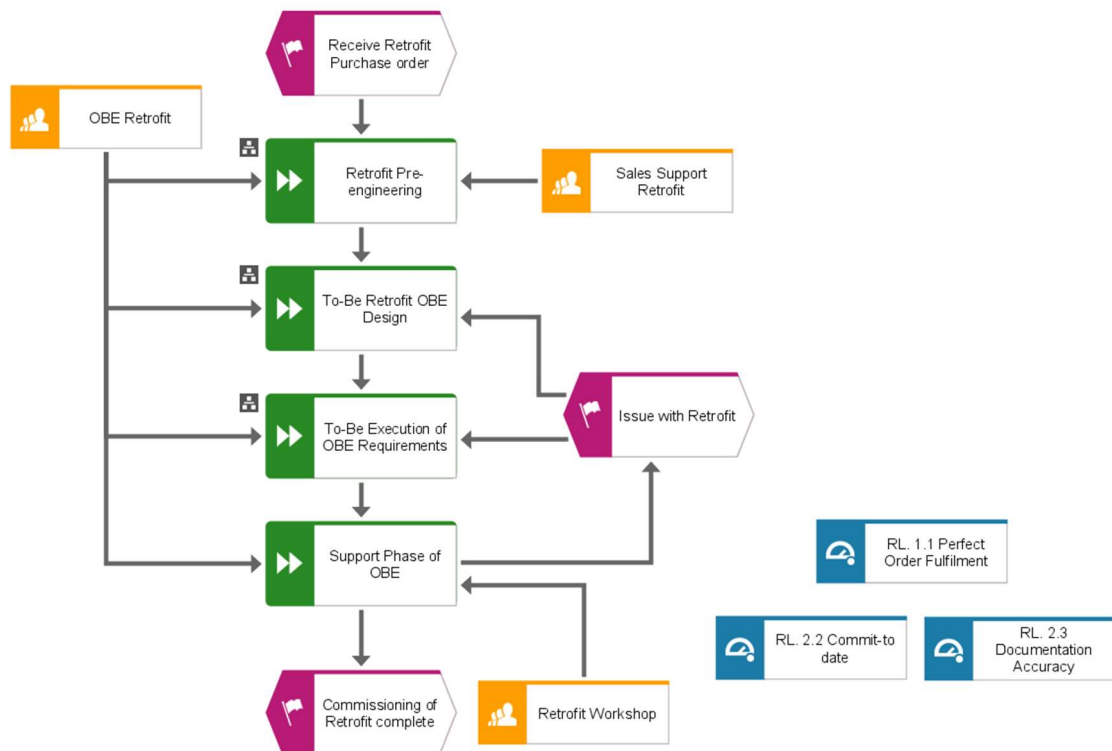 Receive Retrofit
Purchase order
OBE Retrofit
Retrofit Pre-
engineering
Sales Support
Retrofit
To-Be Retrofit OBE
Design
Issue with Retrofit
To-Be Execution of
OBE Requirements
Support Phase of
OBE
RL. 1.1 Perfect
Order Fulfilment
RL. 2.2 Commit-to
date
RL. 2.3
Documentation
Accuracy
Commissioning of
Retrofit complete
Retrofit Workshop